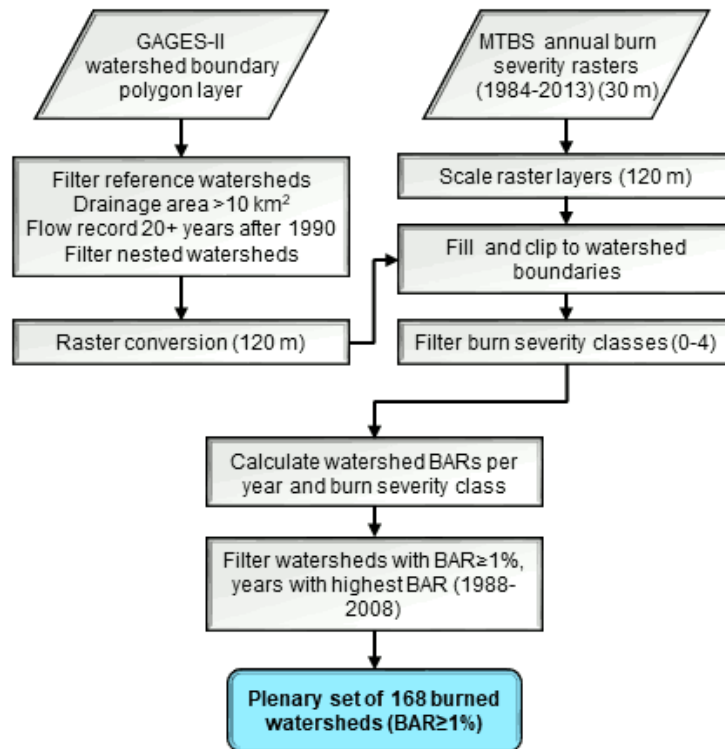 GAGES-II
watershed boundary
polygon layer
MTBS annual burn
severity rasters
(1984-2013) (30 m)
Filter reference watersheds
Drainage area >10 km²
Flow record 20+ years after 1990
Filter nested watersheds
Scale raster layers (120 m)
Fill and clip to watershed
boundaries
Raster conversion (120 m)
Filter burn severity classes (0-4)
Calculate watershed BARs per
year and burn severity class
Filter watersheds with BAR≥1%,
years with highest BAR (1988-
2008)
Plenary set of 168 burned
watersheds (BAR≥1%)